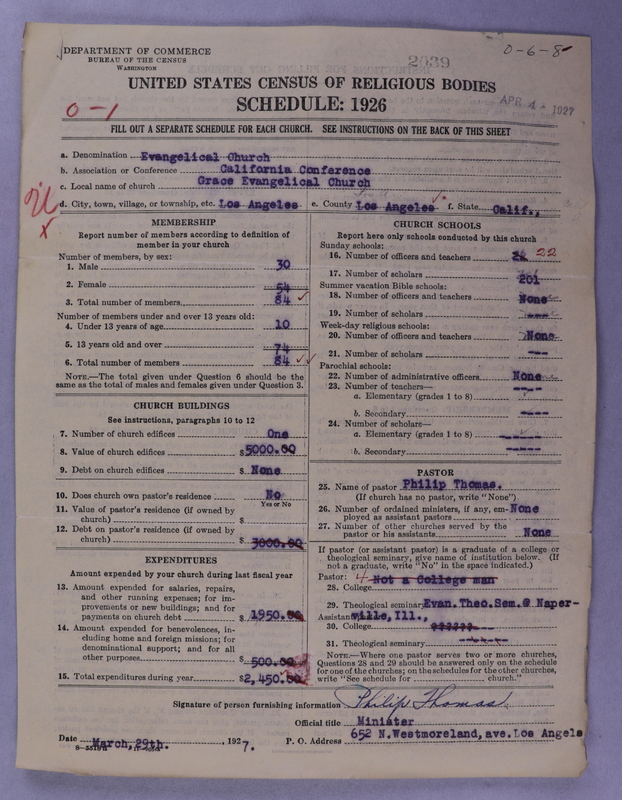 DEPARTMENT OF COMMERCE
BUREAU OF THE CENSUS
WASHINGTON
2039
0-6-8
UNITED STATES CENSUS OF RELIGIOUS BODIES
SCHEDULE: 1926
0-1
APR 4 - 1927
FILL OUT A SEPARATE SCHEDULE FOR EACH CHURCH. SEE INSTRUCTIONS ON THE BACK OF THIS SHEET
a. Denomination Evangelical Church
b. Association or Conference California Conference
c. Local name of church Grace Evangelical Church
d. City, town, village, or township, etc. Los Angeles e. County Los Angeles f. State Calif.,
MEMBERSHIP
Report number of members according to definition of
member in your church
Number of members, by sex:
1. Male 30
2. Female 54
3. Total number of members 84
Number of members under and over 13 years old:
4. Under 13 years of age 10
5. 13 years old and over 74
6. Total number of members 84
NOTE.—The total given under Question 6 should be the
same as the total of males and females given under Question 3.
CHURCH BUILDINGS
See instructions, paragraphs 10 to 12
7. Number of church edifices One
8. Value of church edifices $5000.00
9. Debt on church edifices $ None
10. Does church own pastor's residence No
Yes or No
11. Value of pastor's residence (if owned by
church) $
12. Debt on pastor's residence (if owned by
church) $ 3000.00
EXPENDITURES
Amount expended by your church during last fiscal year
13. Amount expended for salaries, repairs,
and other running expenses; for im-
provements or new buildings; and for
payments on church debt $ 1950.00
14. Amount expended for benevolences, in-
cluding home and foreign missions; for
denominational support; and for all
other purposes $ 500.00
15. Total expenditures during year $2,450.00
CHURCH SCHOOLS
Report here only schools conducted by this church
Sunday schools:
16. Number of officers and teachers 22
17. Number of scholars 201
Summer vacation Bible schools:
18. Number of officers and teachers None
19. Number of scholars ----
Week-day religious schools:
20. Number of officers and teachers None
21. Number of scholars ---
Parochial schools:
22. Number of administrative officers None
23. Number of teachers—
a. Elementary (grades 1 to 8)
b. Secondary ----
24. Number of scholars—
a. Elementary (grades 1 to 8) -----
b. Secondary ----
PASTOR
25. Name of pastor Philip Thomas.
(If church has no pastor, write "None")
26. Number of ordained ministers, if any, em- None
ployed as assistant pastors
27. Number of other churches served by the
pastor or his assistants None
If pastor (or assistant pastor) is a graduate of a college or
theological seminary, give name of institution below. (If
not a graduate, write "No" in the space indicated.)
Pastor: Not a College man
28. College
29. Theological seminary Evan.Theo.Sem.@ Naper-
Assistant: ville,Ill.,
30. College ???????
31. Theological seminary -----
NOTE.—Where one pastor serves two or more churches,
Questions 28 and 29 should be answered only on the schedule
for one of the churches; on the schedules for the other churches,
write "See schedule for church."
Signature of person furnishing information Philip Thomas
Official title Minister
Date March, 29th. , 1927. P. O. Address 652 N.Westmoreland,ave.Los Angels